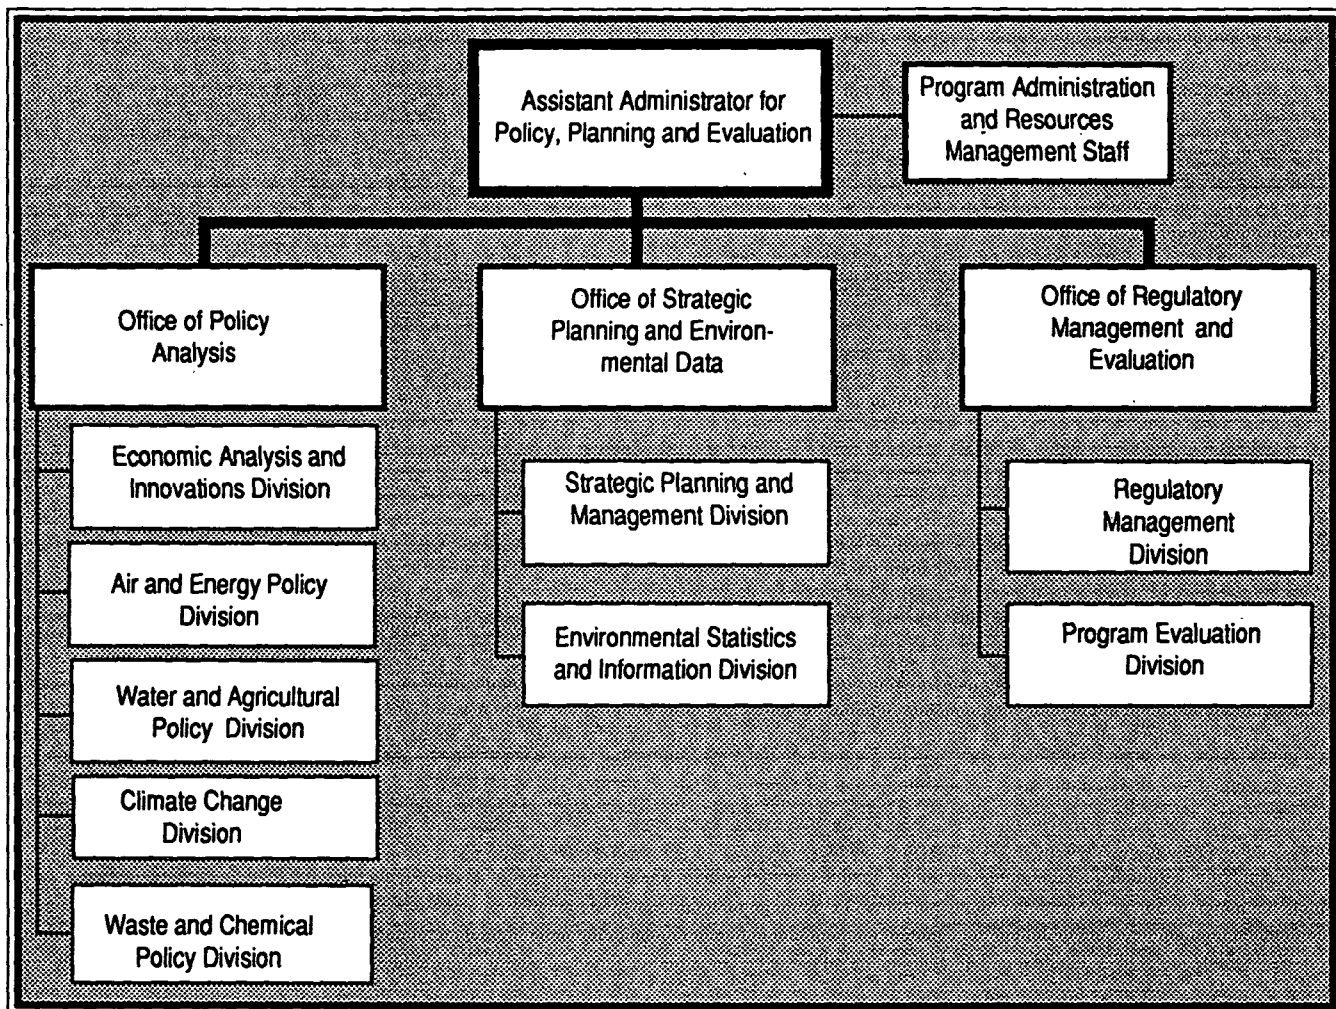 Assistant Administrator for
Policy, Planning and Evaluation
Program Administration
and Resources
Management Staff
Office of Policy
Analysis
Economic Analysis and
Innovations Division
Air and Energy Policy
Division
Water and Agricultural
Policy Division
Climate Change
Division
Waste and Chemical
Policy Division
Office of Strategic
Planning and Environ-
mental Data
Strategic Planning and
Management Division
Environmental Statistics
and Information Division
Office of Regulatory
Management and
Evaluation
Regulatory
Management
Division
Program Evaluation
Division